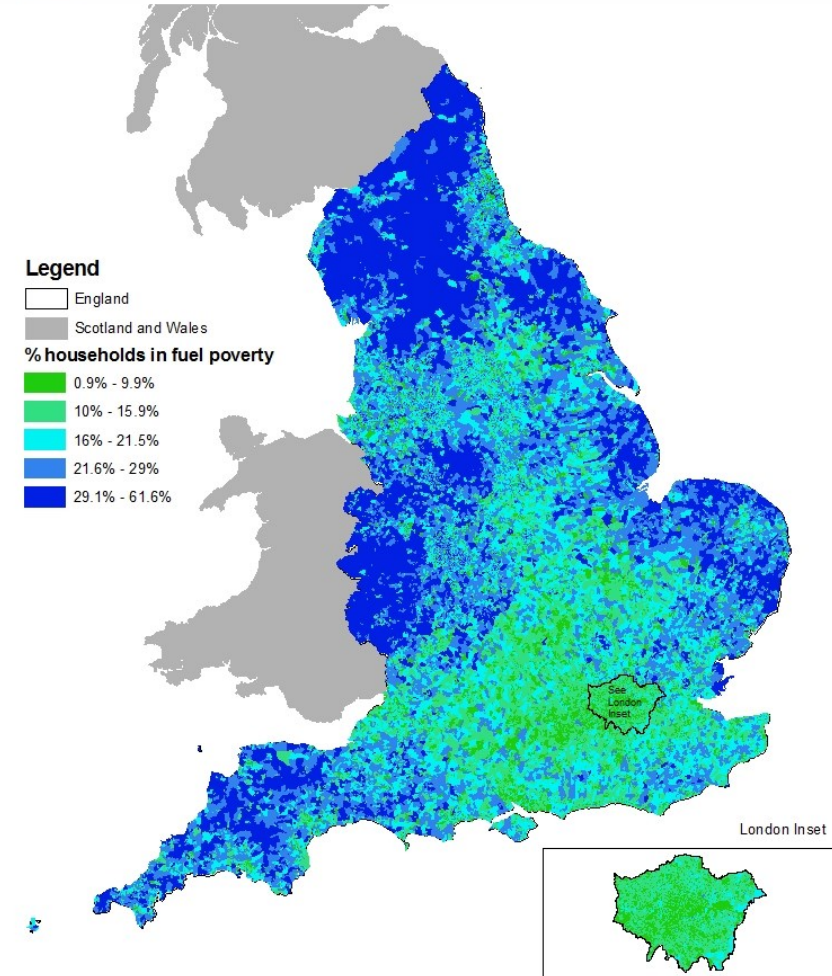 Legend
England
Scotland and Wales
% households in fuel poverty
0.9% - 9.9%
10% - 15.9%
16% - 21.5%
21.6% - 29%
29.1% - 61.6%
See
London
Inset
London Inset